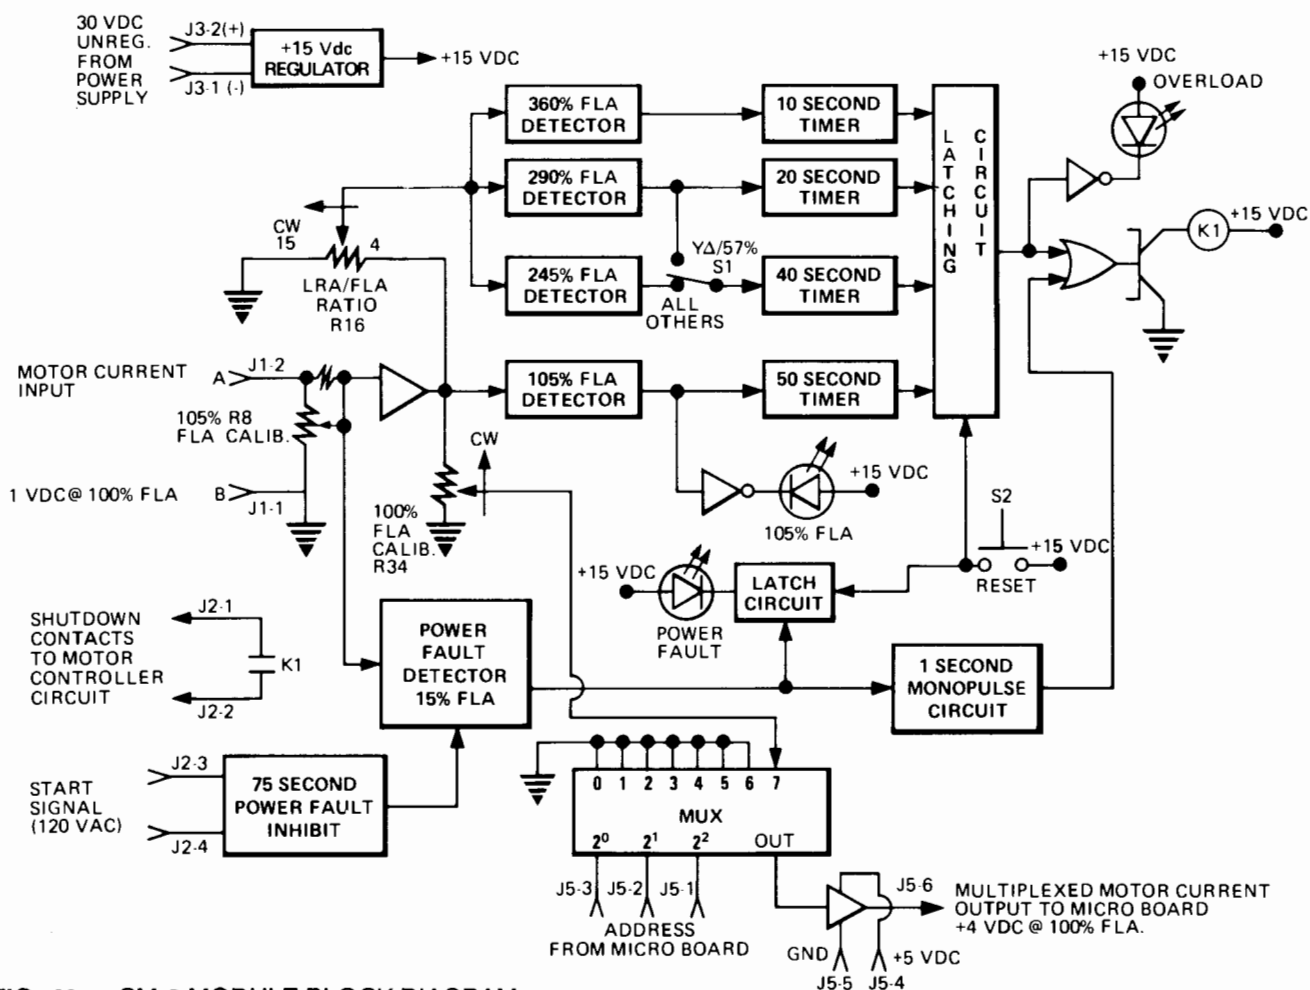 30 VDC
UNREG.
FROM
POWER
SUPPLY
J3-2(+)
J3-1 (-)
+15 Vdc
REGULATOR
+15 VDC
360% FLA
DETECTOR
10 SECOND
TIMER
290% FLA
DETECTOR
20 SECOND
TIMER
245% FLA
DETECTOR
YΔ/57%
S1
ALL
OTHERS
40 SECOND
TIMER
105% FLA
DETECTOR
50 SECOND
TIMER
LATCHING
CIRCUIT
+15 VDC
OVERLOAD
K1
+15 VDC
CW
15
4
LRA/FLA
RATIO
R16
MOTOR CURRENT
INPUT
A
J1-2
105% R8
FLA CALIB.
1 VDC @ 100% FLA
B
J1-1
CW
100%
FLA
CALIB.
R34
+15 VDC
105% FLA
S2
+15 VDC
RESET
+15 VDC
POWER
FAULT
LATCH
CIRCUIT
SHUTDOWN
CONTACTS
TO MOTOR
CONTROLLER
CIRCUIT
J2-1
K1
J2-2
POWER
FAULT
DETECTOR
15% FLA
1 SECOND
MONOPULSE
CIRCUIT
START
SIGNAL
(120 VAC)
J2-3
J2-4
75 SECOND
POWER FAULT
INHIBIT
0 1 2 3 4 5 6 7
MUX
2⁰ 2¹ 2² OUT
J5-3 J5-2 J5-1
ADDRESS
FROM MICRO BOARD
J5-6
MULTIPLEXED MOTOR CURRENT
OUTPUT TO MICRO BOARD
+4 VDC @ 100% FLA.
GND
+5 VDC
J5-5 J5-4